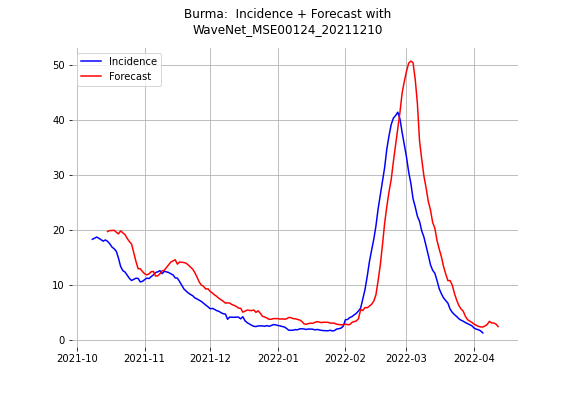 Burma:  Incidence + Forecast with
WaveNet_MSE00124_20211210
Incidence
Forecast
50
40
30
20
10
0
2021-10 2021-11 2021-12 2022-01 2022-02 2022-03 2022-04